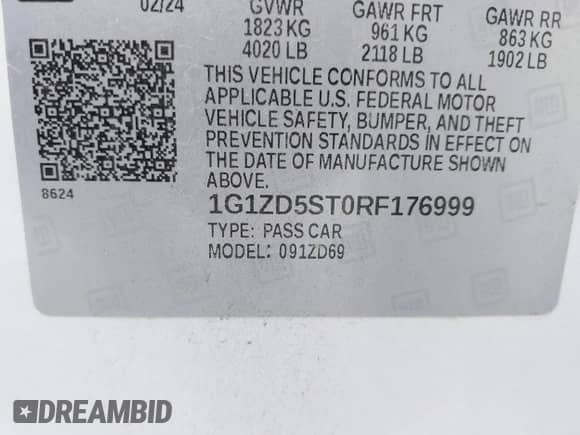 02/24 GVWR GAWR FRT GAWR RR
1823 KG 961 KG 863 KG
4020 LB 2118 LB 1902 LB
THIS VEHICLE CONFORMS TO ALL
APPLICABLE U.S. FEDERAL MOTOR
VEHICLE SAFETY, BUMPER, AND THEFT
PREVENTION STANDARDS IN EFFECT ON
THE DATE OF MANUFACTURE SHOWN
ABOVE.
8624
1G1ZD5ST0RF176999
TYPE: PASS CAR
MODEL: 091ZD69
DREAMBID